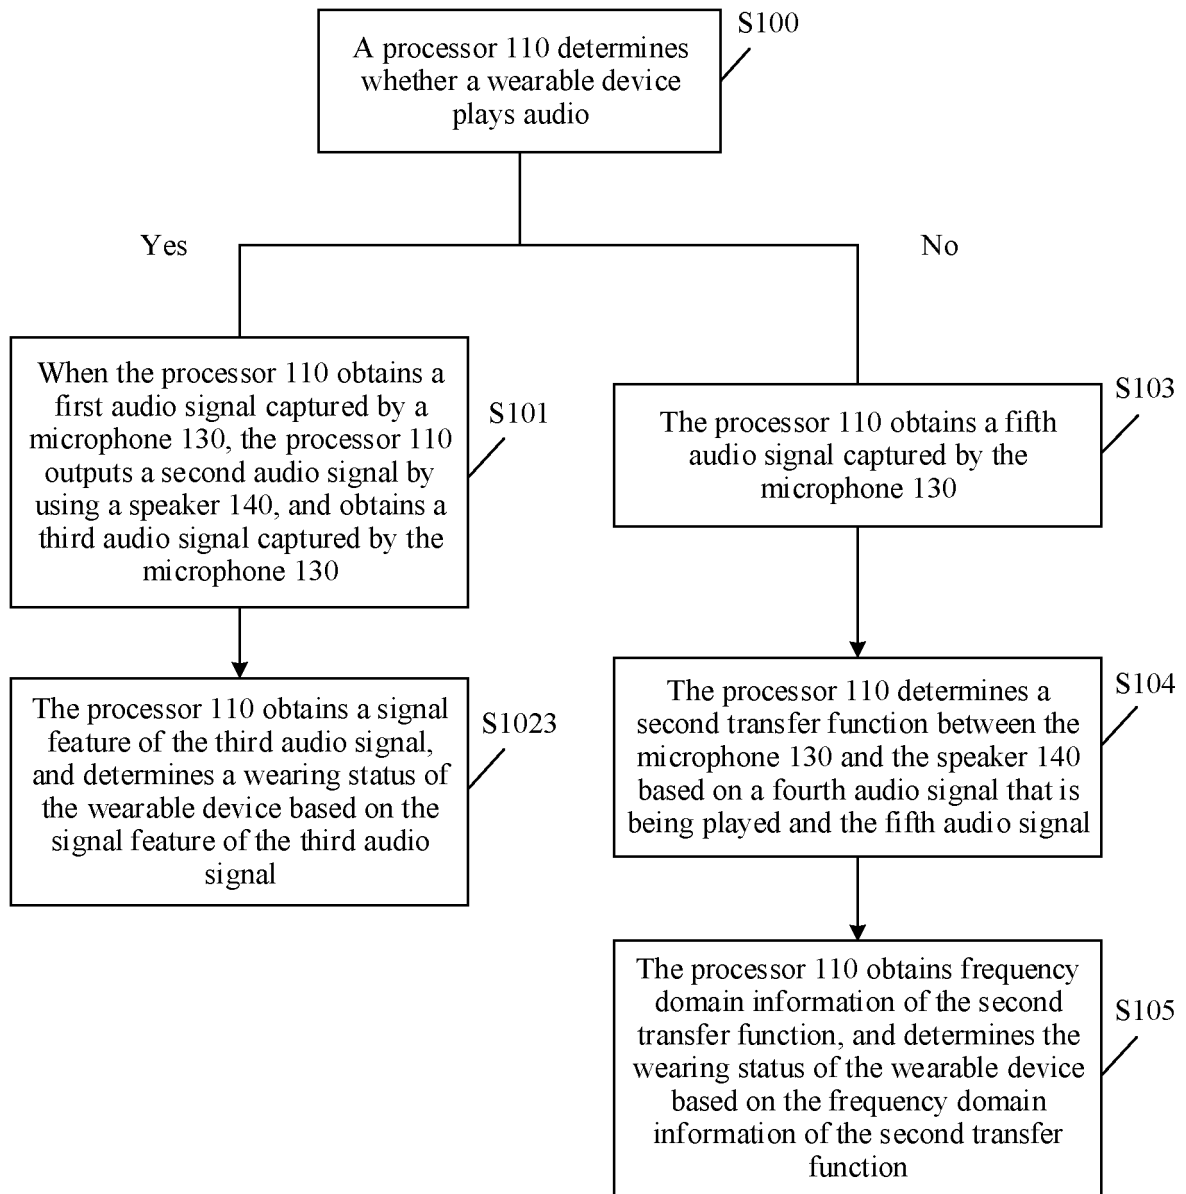 A processor 110 determines
whether a wearable device
plays audio
S100
Yes
No
When the processor 110 obtains a
first audio signal captured by a
microphone 130, the processor 110
outputs a second audio signal by
using a speaker 140, and obtains a
third audio signal captured by the
microphone 130
S101
The processor 110 obtains a signal
feature of the third audio signal,
and determines a wearing status of
the wearable device based on the
signal feature of the third audio
signal
S1023
The processor 110 obtains a fifth
audio signal captured by the
microphone 130
S103
The processor 110 determines a
second transfer function between the
microphone 130 and the speaker 140
based on a fourth audio signal that is
being played and the fifth audio signal
S104
The processor 110 obtains frequency
domain information of the second
transfer function, and determines the
wearing status of the wearable device
based on the frequency domain
information of the second transfer
function
S105